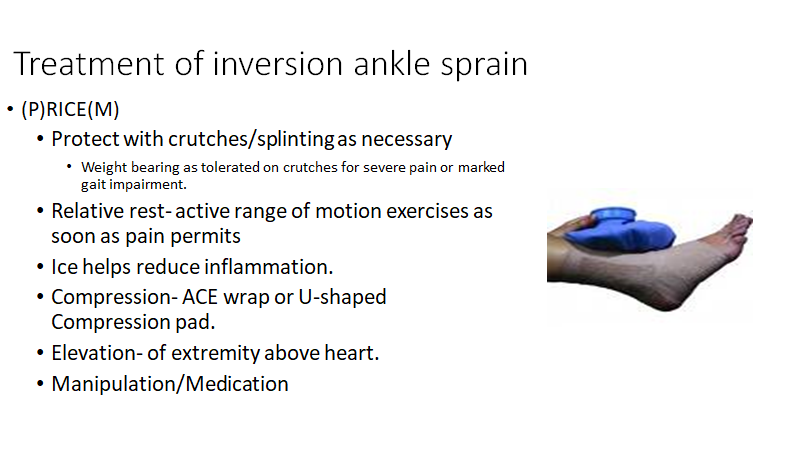 Treatment of inversion ankle sprain
• (P)RICE(M)
• Protect with crutches/splinting as necessary
• Weight bearing as tolerated on crutches for severe pain or marked
gait impairment.
• Relative rest- active range of motion exercises as
soon as pain permits
• Ice helps reduce inflammation.
• Compression- ACE wrap or U-shaped
Compression pad.
• Elevation- of extremity above heart.
• Manipulation/Medication